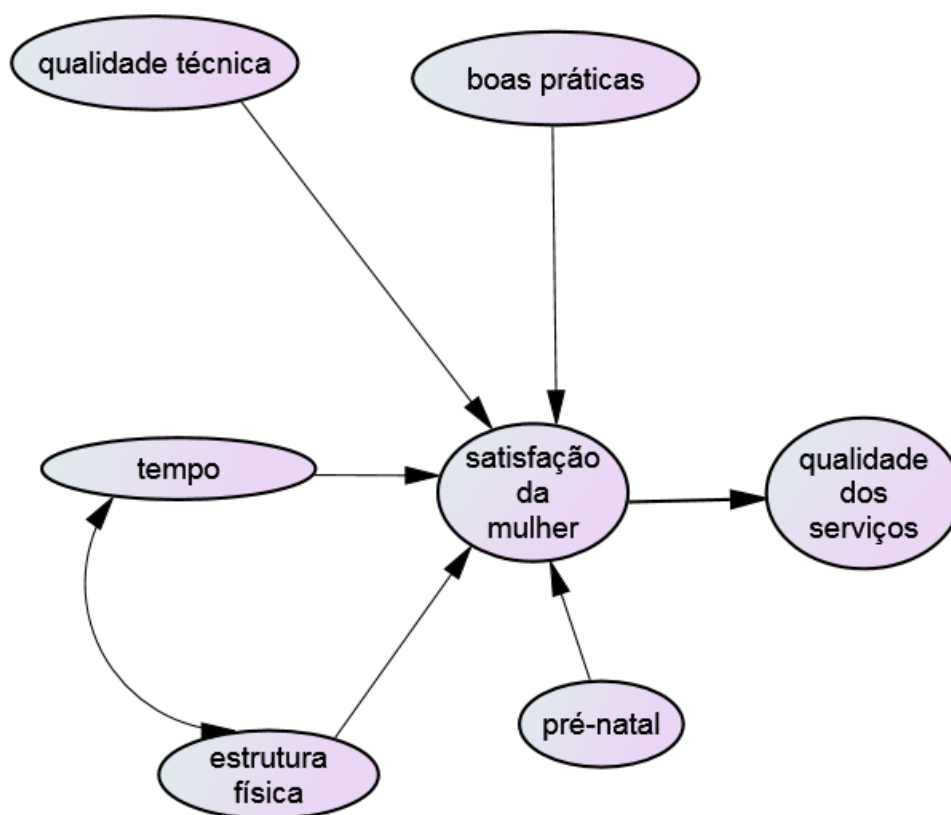 qualidade técnica
boas práticas
tempo
satisfação
da
mulher
qualidade
dos
serviços
pré-natal
estrutura
física